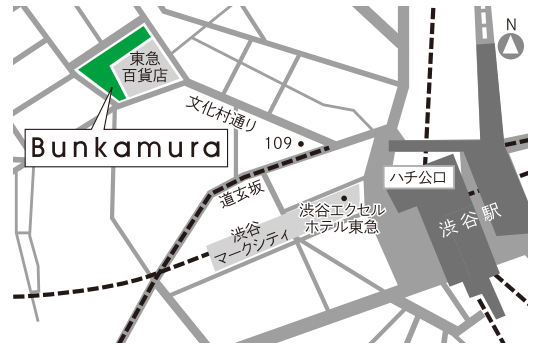 N
東急
百貨店
文化村通り
Bunkamura
109
ハチ公口
道玄坂
渋谷エクセル
ホテル東急
渋谷駅
渋谷
マークシティ